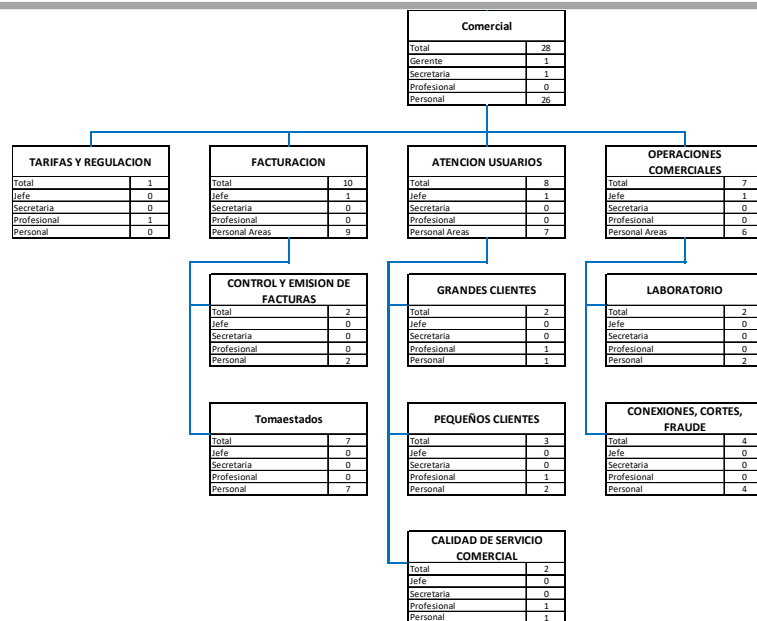 Comercial
Total 28
Gerente 1
Secretaria 1
Profesional 0
Personal 26
TARIFAS Y REGULACION
Total 1
Jefe 0
Secretaria 0
Profesional 1
Personal 0
FACTURACION
Total 10
Jefe 1
Secretaria 0
Profesional 0
Personal Areas 9
ATENCION USUARIOS
Total 8
Jefe 1
Secretaria 0
Profesional 0
Personal Areas 7
OPERACIONES
COMERCIALES
Total 7
Jefe 1
Secretaria 0
Profesional 0
Personal Areas 6
CONTROL Y EMISION DE
FACTURAS
Total 2
Jefe 0
Secretaria 0
Profesional 0
Personal 2
GRANDES CLIENTES
Total 2
Jefe 0
Secretaria 0
Profesional 1
Personal 1
LABORATORIO
Total 2
Jefe 0
Secretaria 0
Profesional 0
Personal 2
Tomaestados
Total 7
Jefe 0
Secretaria 0
Profesional 0
Personal 7
PEQUEÑOS CLIENTES
Total 3
Jefe 0
Secretaria 0
Profesional 1
Personal 2
CONEXIONES, CORTES,
FRAUDE
Total 4
Jefe 0
Secretaria 0
Profesional 0
Personal 4
CALIDAD DE SERVICIO
COMERCIAL
Total 2
Jefe 0
Secretaria 0
Profesional 1
Personal 1